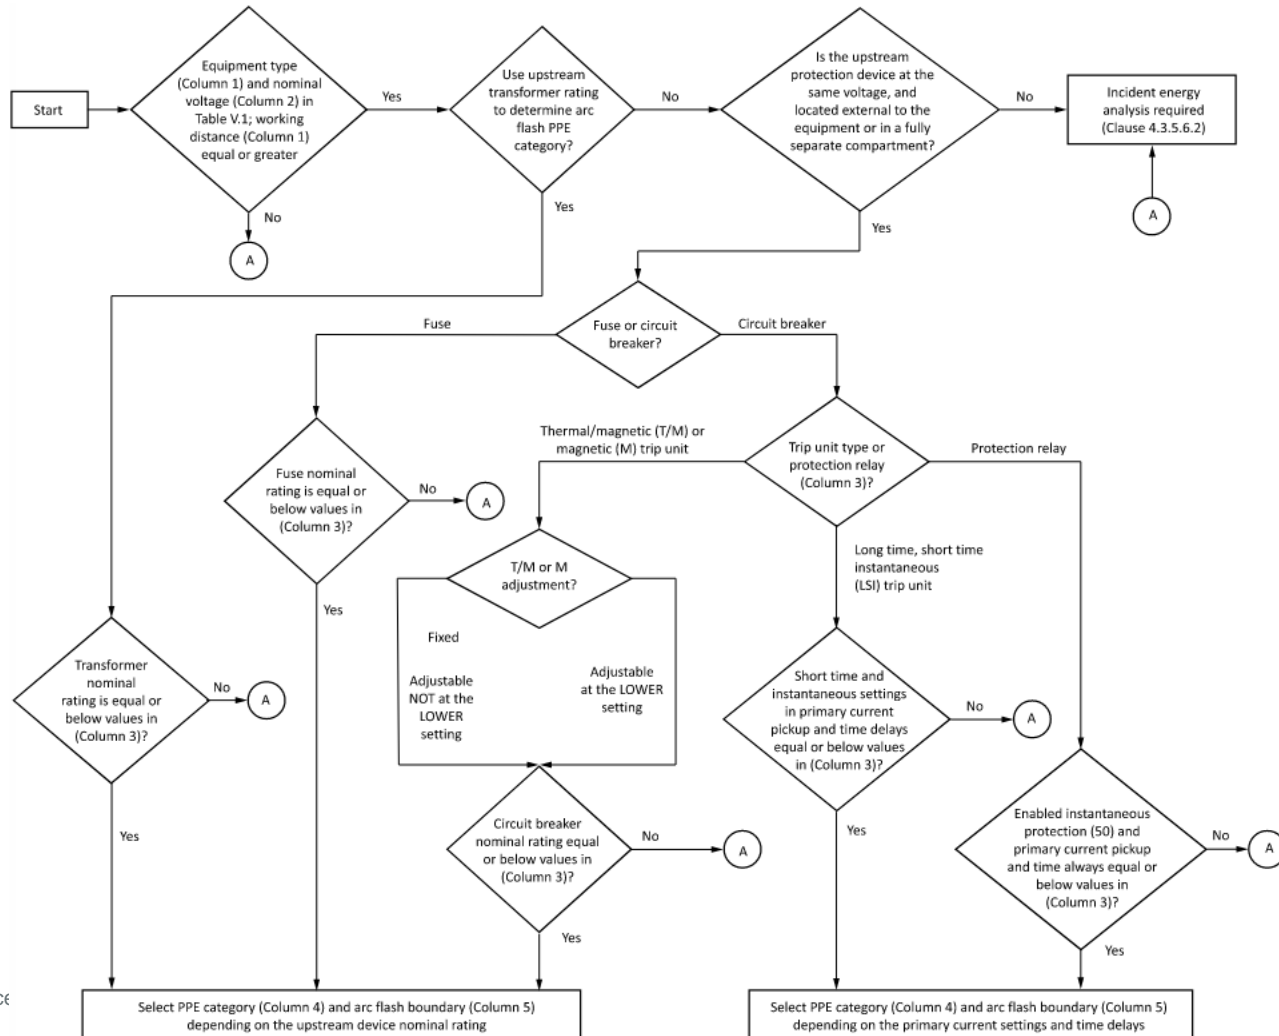 Start
Equipment type
(Column 1) and nominal
voltage (Column 2) in
Table V.1; working
distance (Column 1)
equal or greater
Yes
No
A
Use upstream
transformer rating
to determine arc
flash PPE
category?
No
Yes
Is the upstream
protection device at the
same voltage, and
located external to the
equipment or in a fully
separate compartment?
No
Yes
Incident energy
analysis required
(Clause 4.3.5.6.2)
A
Fuse or circuit
breaker?
Fuse
Circuit breaker
Fuse nominal
rating is equal or
below values in
(Column 3)?
No
A
Yes
Trip unit type or
protection relay
(Column 3)?
Thermal/magnetic (T/M) or
magnetic (M) trip unit
Protection relay
Long time, short time
instantaneous
(LSI) trip unit
T/M or M
adjustment?
Fixed
Adjustable
NOT at the
LOWER
setting
Adjustable
at the LOWER
setting
Transformer
nominal
rating is equal or
below values in
(Column 3)?
No
A
Yes
Short time and
instantaneous settings
in primary current
pickup and time delays
equal or below values
in (Column 3)?
No
A
Yes
Circuit breaker
nominal rating equal
or below values in
(Column 3)?
No
A
Yes
Enabled instantaneous
protection (50) and
primary current pickup
and time always equal or
below values in
(Column 3)?
No
A
Yes
Select PPE category (Column 4) and arc flash boundary (Column 5)
depending on the upstream device nominal rating
Select PPE category (Column 4) and arc flash boundary (Column 5)
depending on the primary current settings and time delays